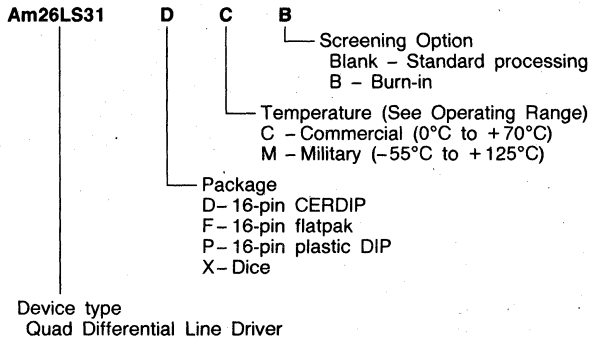 Am26LS31 D C B
Screening Option
Blank – Standard processing
B – Burn-in
Temperature (See Operating Range)
C – Commercial (0°C to +70°C)
M – Military (–55°C to +125°C)
Package
D– 16-pin CERDIP
F– 16-pin flatpak
P– 16-pin plastic DIP
X– Dice
Device type
Quad Differential Line Driver